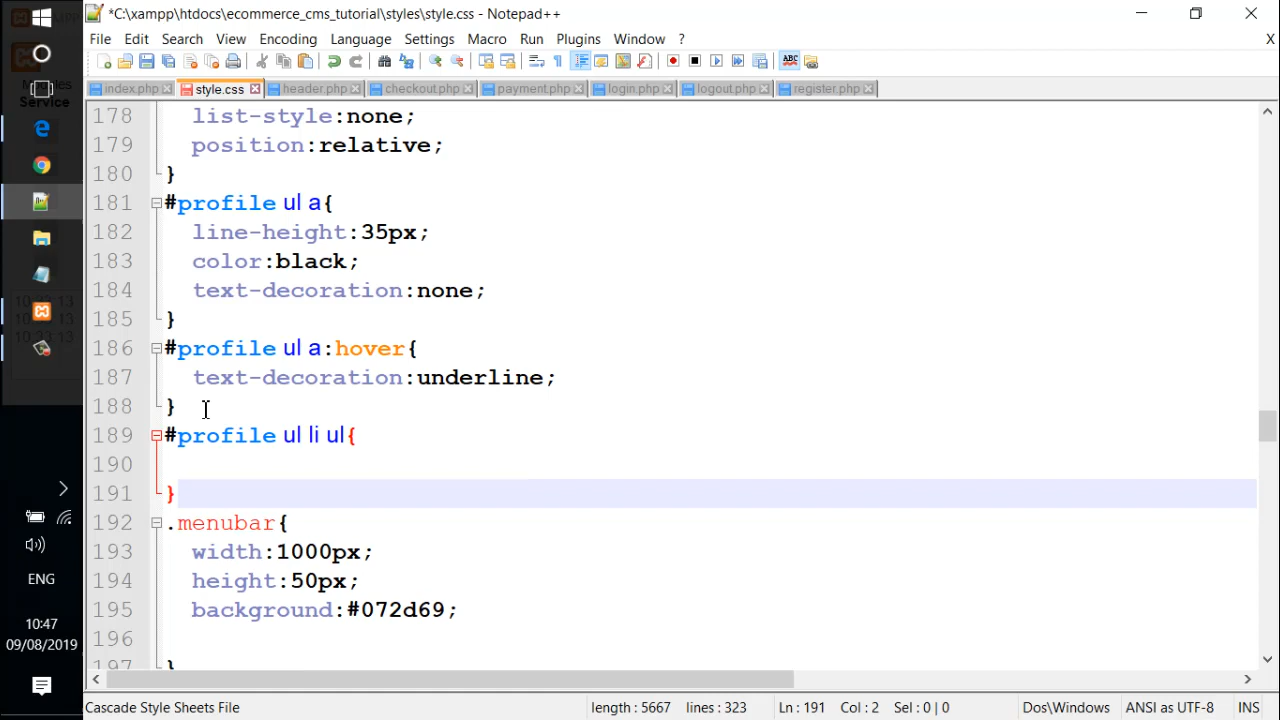 *C:\xampp\htdocs\ecommerce_cms_tutorial\styles\style.css - Notepad++
File Edit Search View Encoding Language Settings Macro Run Plugins Window ?
X
index.php style.css header.php checkout.php payment.php login.php logout.php register.php
178 list-style:none;
179 position:relative;
180 }
181 #profile ul a{
182 line-height:35px;
183 color:black;
184 text-decoration:none;
185 }
186 #profile ul a:hover{
187 text-decoration:underline;
188 }
189 #profile ul li ul{
190
191 }
192 .menubar{
193 width:1000px;
194 height:50px;
195 background:#072d69;
196
197 }
Cascade Style Sheets File length : 5667 lines : 323 Ln : 191 Col : 2 Sel : 0 | 0 Dos\Windows ANSI as UTF-8 INS
Service
ENG
10:47
09/08/2019